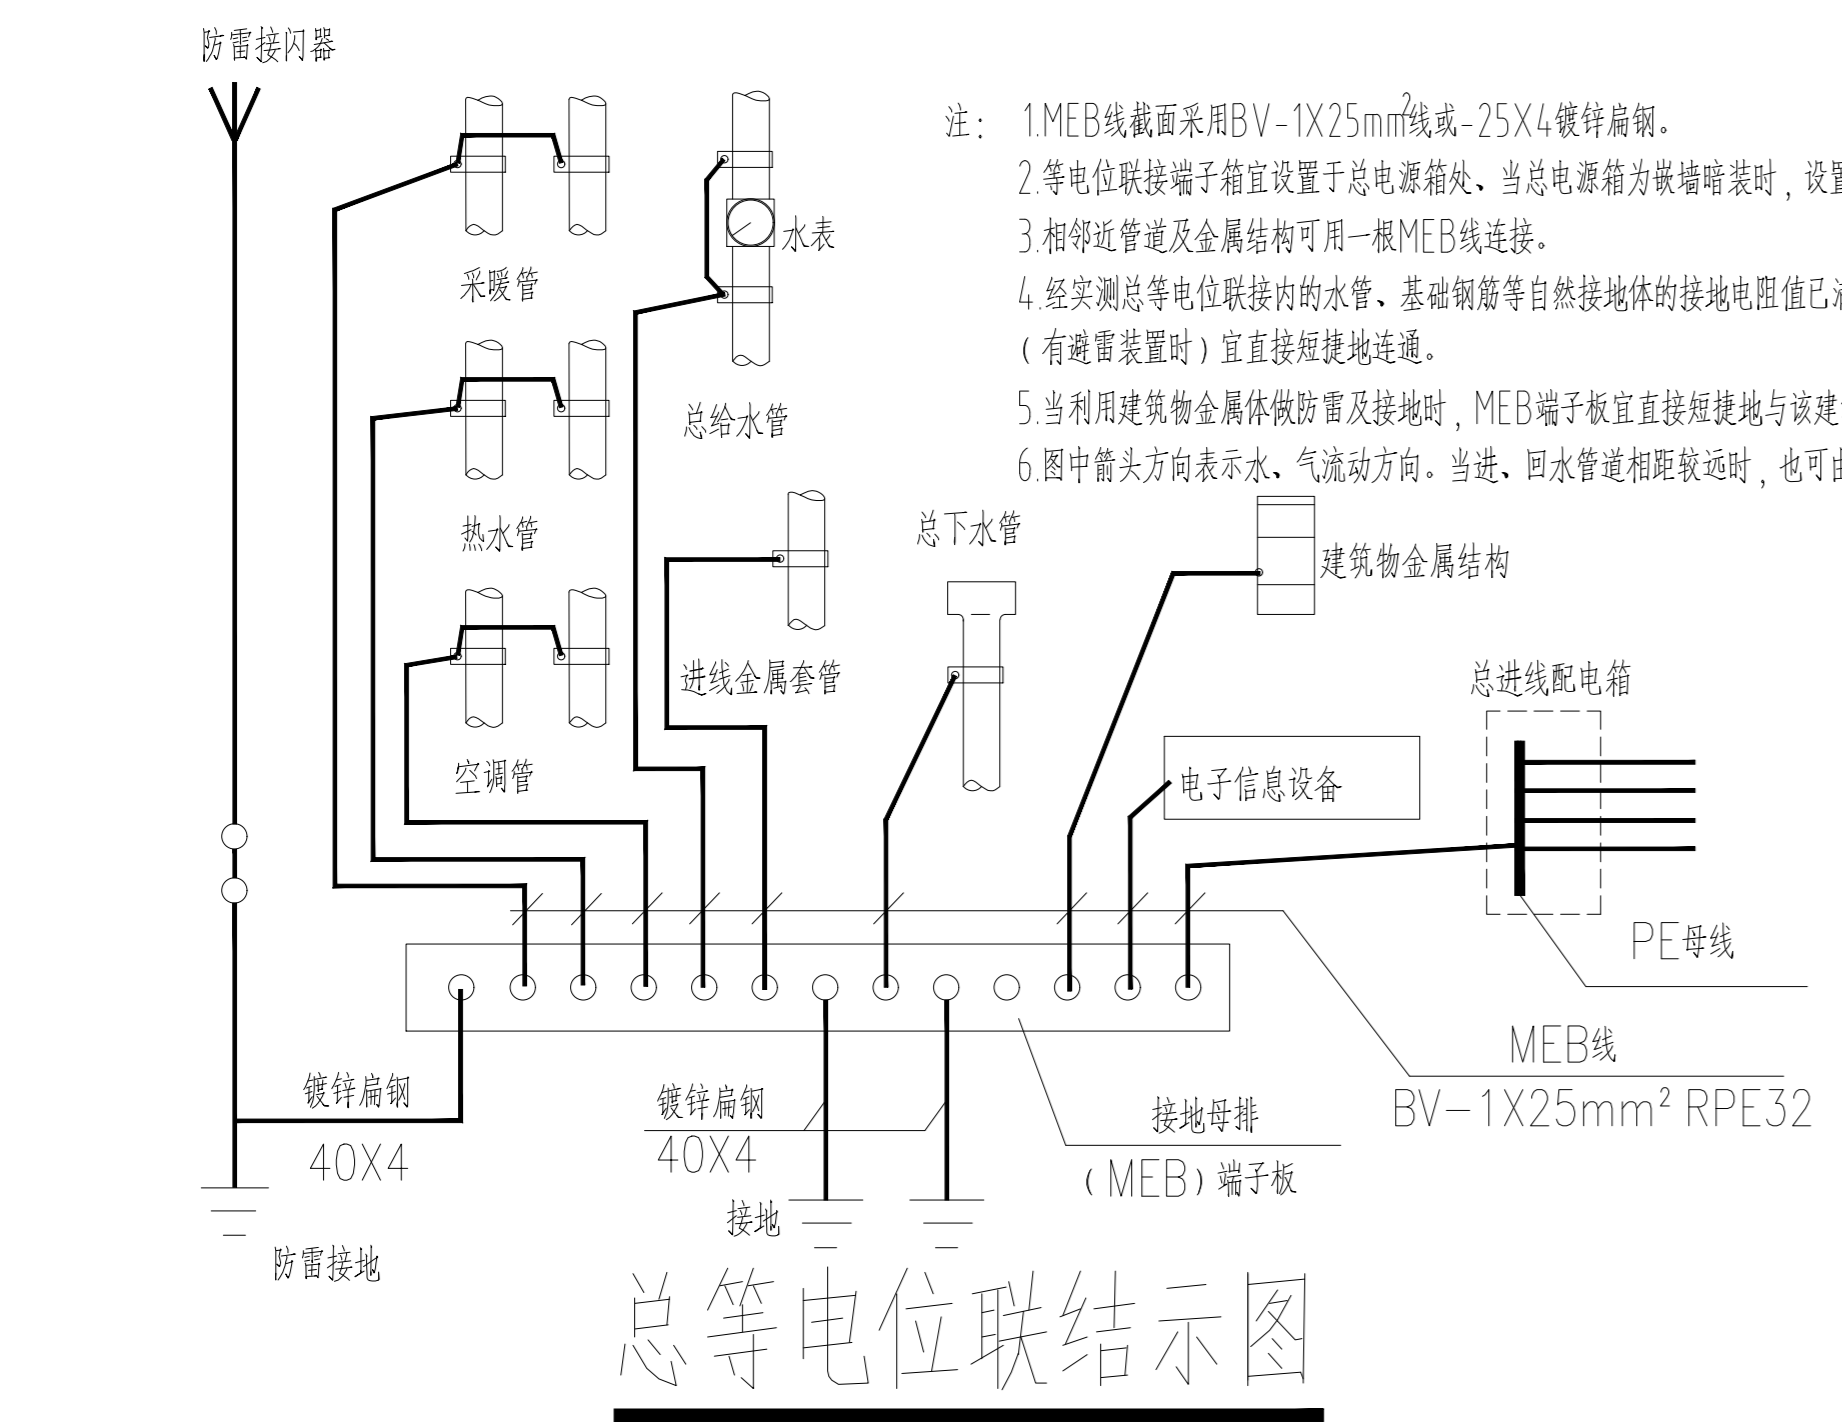 防雷接闪器
注：
1.MEB线截面采用BV-1X25mm²线或-25X4镀锌扁钢。
2.等电位联接端子箱宜设置于总电源箱处、当总电源箱为嵌墙暗装时，设置
3.相邻近管道及金属结构可用一根MEB线连接。
4.经实测总等电位联接内的水管、基础钢筋等自然接地体的接地电阻值已满
（有避雷装置时）宜直接短捷地连通。
5.当利用建筑物金属体做防雷及接地时，MEB端子板宜直接短捷地与该建
6.图中箭头方向表示水、气流动方向。当进、回水管道相距较远时，也可由
水表
采暖管
总给水管
热水管
总下水管
建筑物金属结构
进线金属套管
总进线配电箱
空调管
电子信息设备
PE母线
MEB线
BV-1X25mm² RPE32
镀锌扁钢
40X4
镀锌扁钢
40X4
接地母排
（MEB）端子板
接地
防雷接地
总等电位联结示图